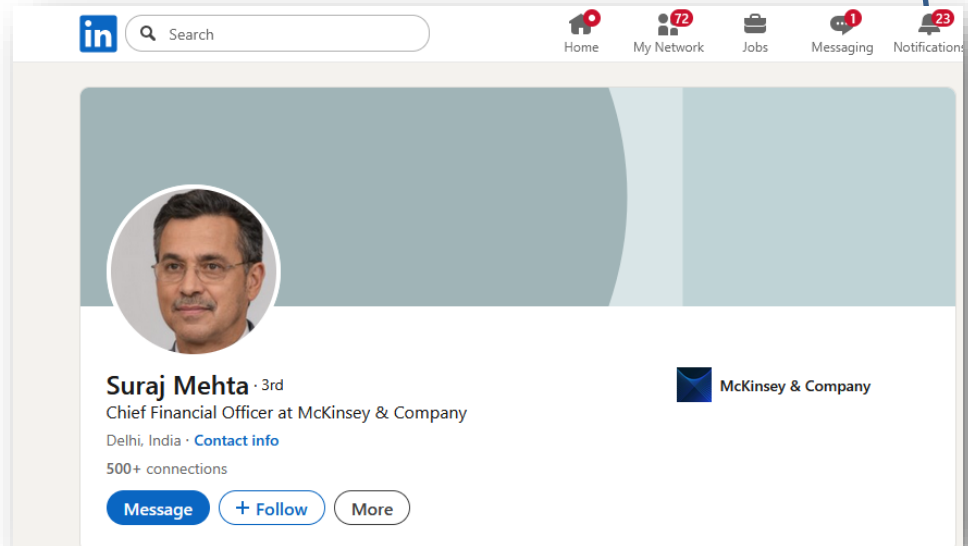 in Search
Home
My Network
72
Jobs
Messaging
1
Notifications
23
Suraj Mehta · 3rd
McKinsey & Company
Chief Financial Officer at McKinsey & Company
Delhi, India · Contact info
500+ connections
Message
+ Follow
More